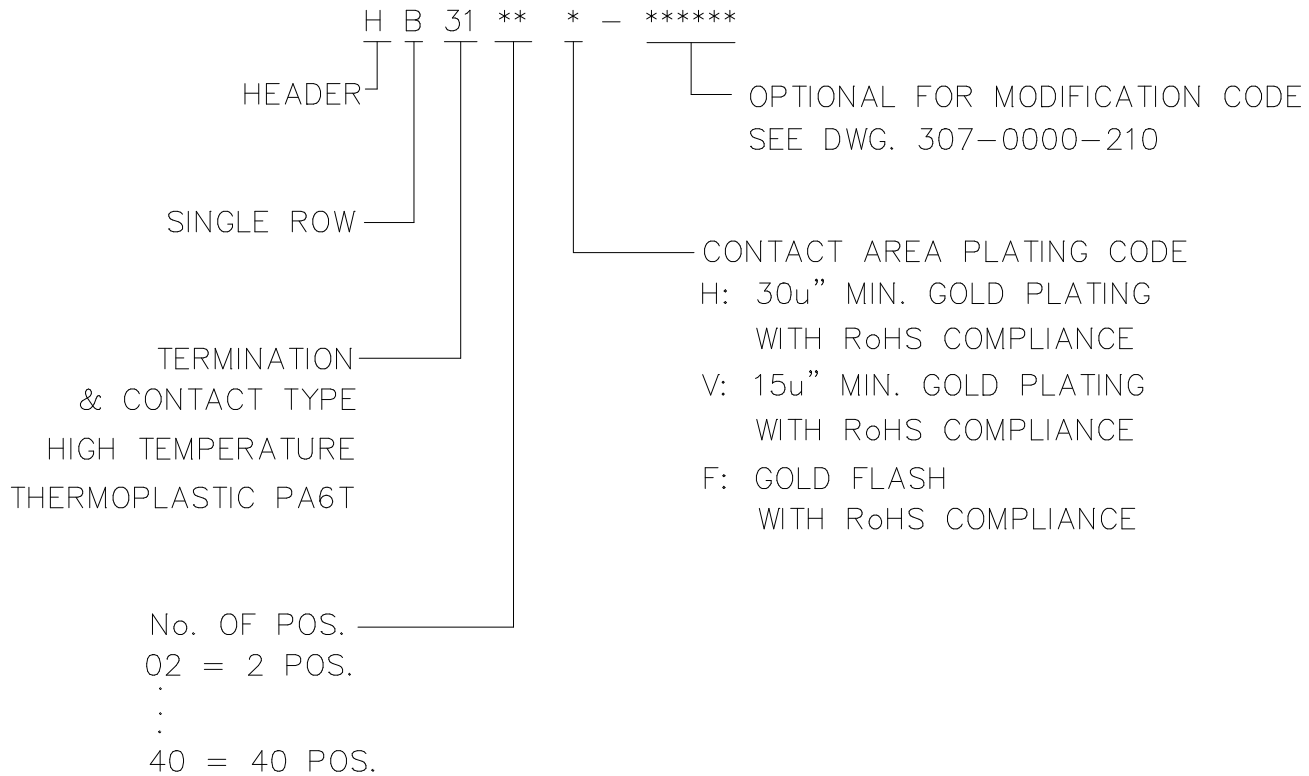 H B 31 ** * - ******
HEADER
OPTIONAL FOR MODIFICATION CODE
SEE DWG. 307-0000-210
SINGLE ROW
CONTACT AREA PLATING CODE
H: 30u" MIN. GOLD PLATING
WITH RoHS COMPLIANCE
V: 15u" MIN. GOLD PLATING
WITH RoHS COMPLIANCE
F: GOLD FLASH
WITH RoHS COMPLIANCE
TERMINATION
& CONTACT TYPE
HIGH TEMPERATURE
THERMOPLASTIC PA6T
No. OF POS.
02 = 2 POS.
.
.
.
40 = 40 POS.